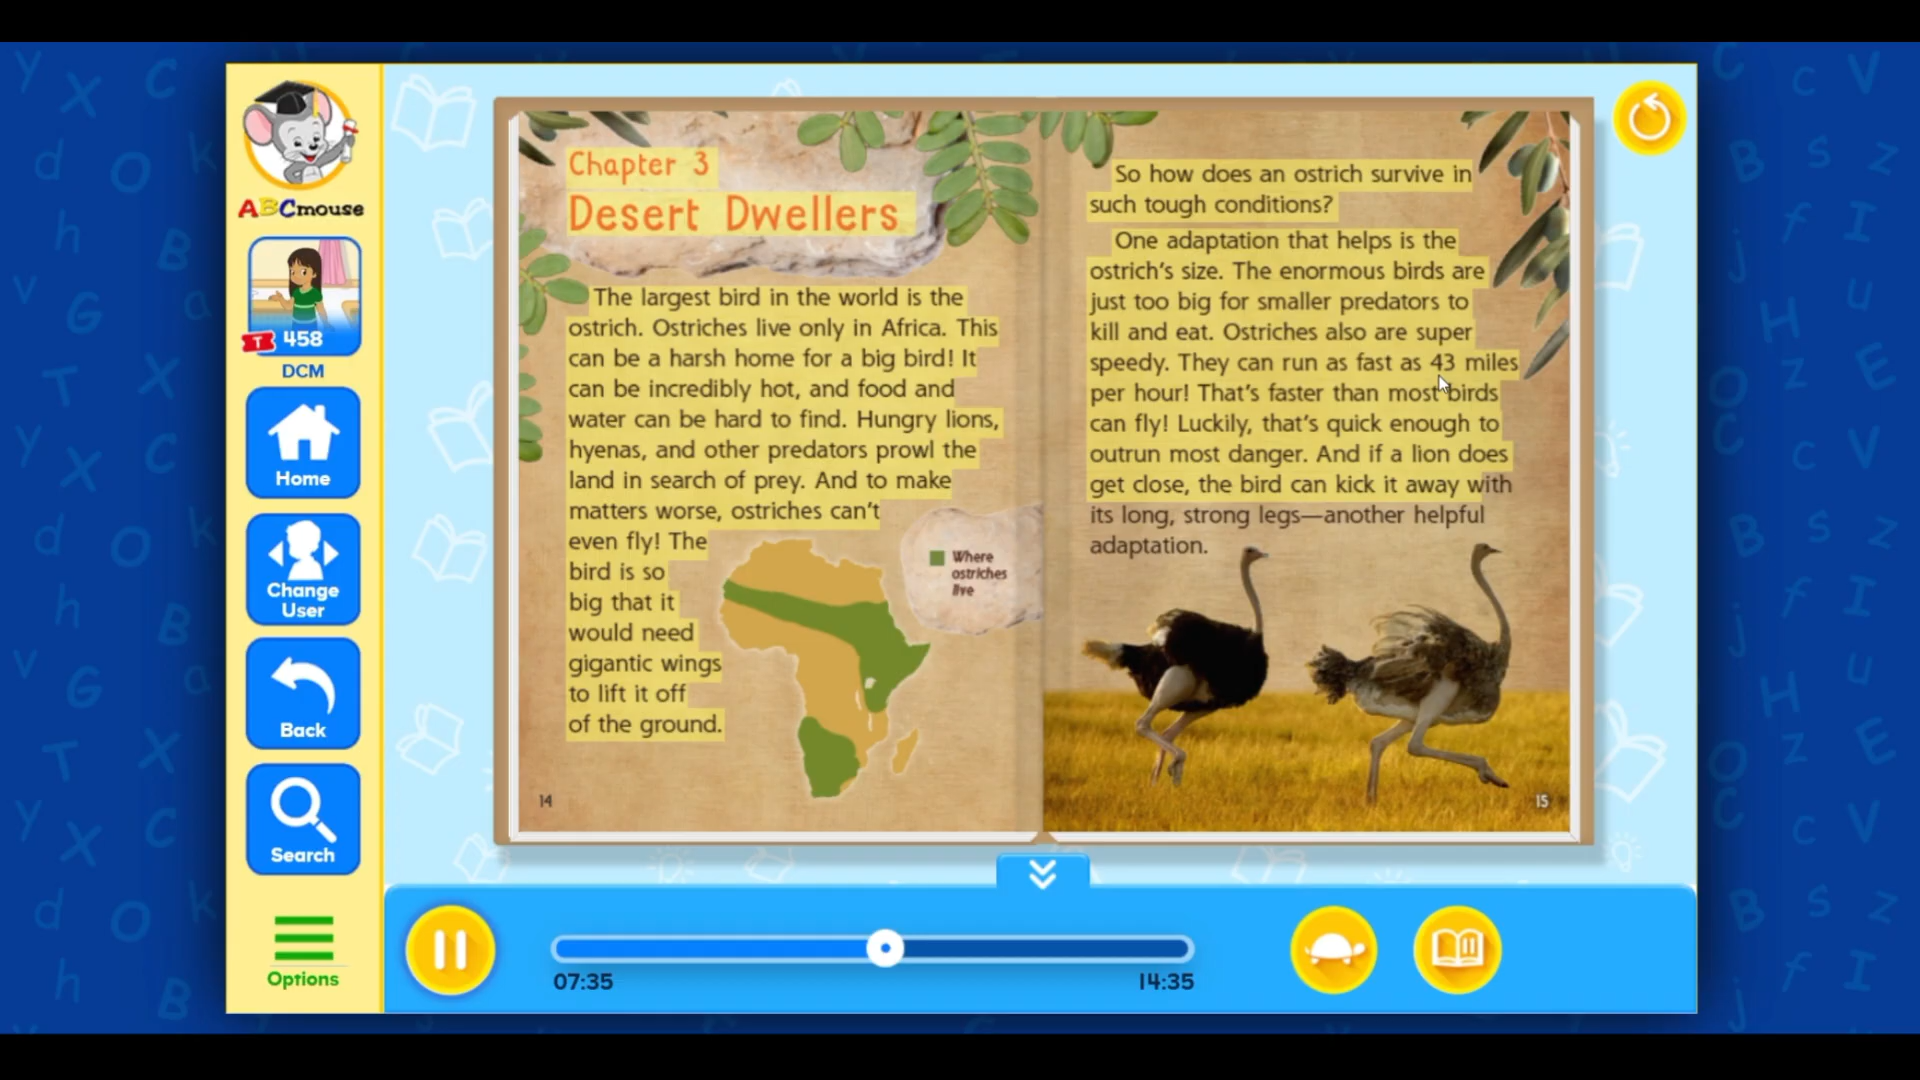 ABCmouse
T 458
DCM
Home
Change
User
Back
Search
Options
Chapter 3
Desert Dwellers
The largest bird in the world is the
ostrich. Ostriches live only in Africa. This
can be a harsh home for a big bird! It
can be incredibly hot, and food and
water can be hard to find. Hungry lions,
hyenas, and other predators prowl the
land in search of prey. And to make
matters worse, ostriches can't
even fly! The
bird is so
big that it
would need
gigantic wings
to lift it off
of the ground.
Where
ostriches
live
14
So how does an ostrich survive in
such tough conditions?
One adaptation that helps is the
ostrich's size. The enormous birds are
just too big for smaller predators to
kill and eat. Ostriches also are super
speedy. They can run as fast as 43 miles
per hour! That's faster than most birds
can fly! Luckily, that's quick enough to
outrun most danger. And if a lion does
get close, the bird can kick it away with
its long, strong legs—another helpful
adaptation.
15
07:35
14:35